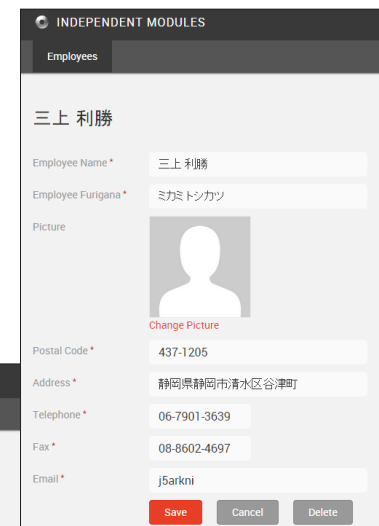 INDEPENDENT MODULES
Employees
三上 利勝
Employee Name * 三上 利勝
Employee Furigana * ミカミ トシカツ
Picture
Change Picture
Postal Code * 437-1205
Address * 静岡県静岡市清水区谷津町
Telephone * 06-7901-3639
Fax * 08-8602-4697
Email * j5arkni
Save Cancel Delete